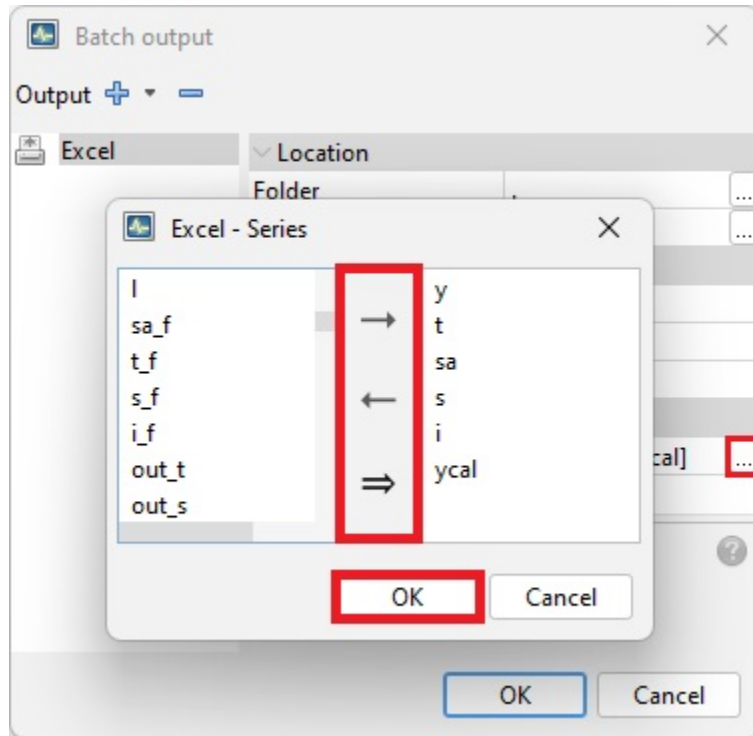 Batch output
Output
Excel
Location
Folder
.
...
...
Excel - Series
l
sa_f
t_f
s_f
i_f
out_t
out_s
y
t
sa
s
i
ycal
cal]
...
OK
Cancel
OK
Cancel